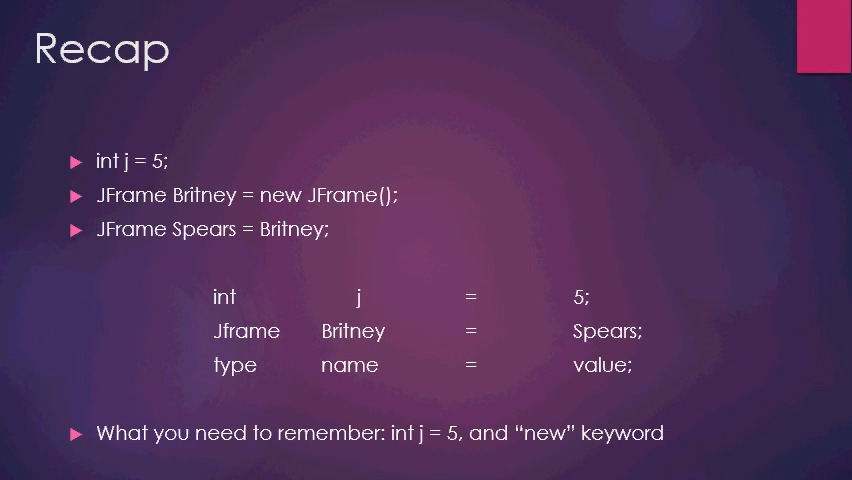 Recap
int j = 5;
JFrame Britney = new JFrame();
JFrame Spears = Britney;
int j = 5;
Jframe Britney = Spears;
type name = value;
What you need to remember: int j = 5, and “new” keyword